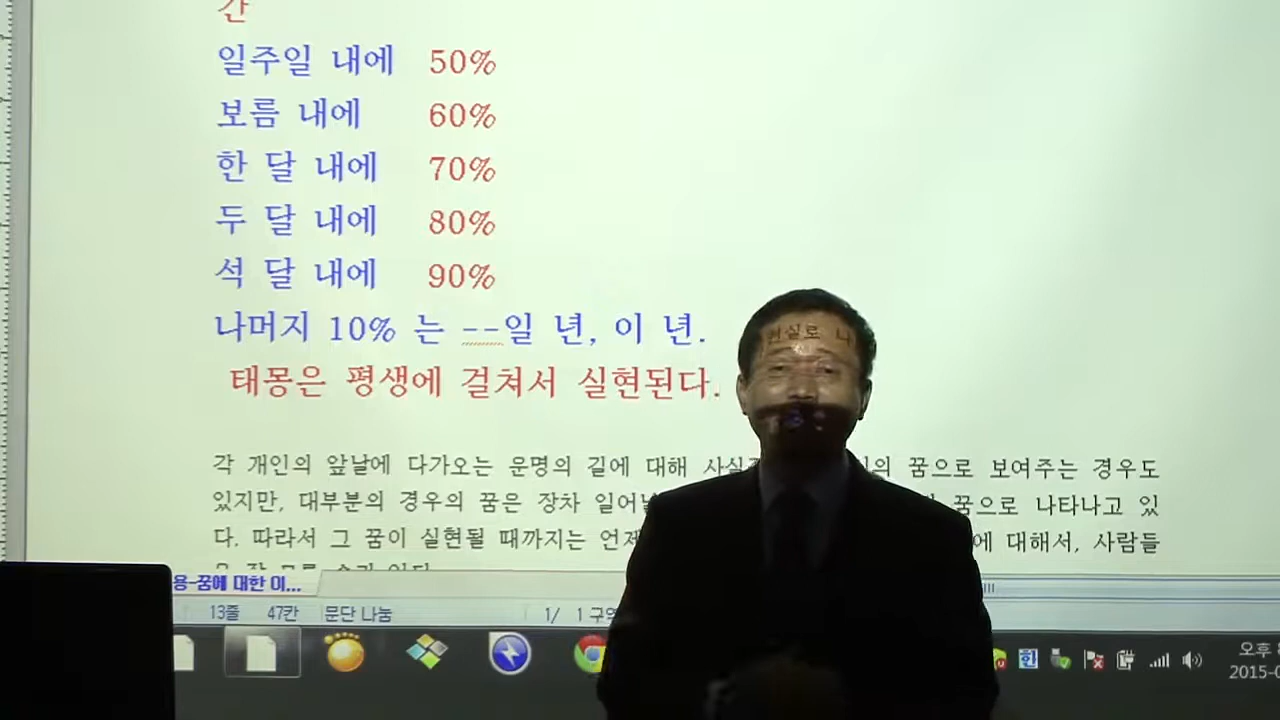 간
일주일 내에 50%
보름 내에 60%
한 달 내에 70%
두 달 내에 80%
석 달 내에 90%
나머지 10% 는 --일 년, 이 년.
태몽은 평생에 걸쳐서 실현된다.
현실로 나
각 개인의 앞날에 다가오는 운명의 길에 대해 꿈으로 보여주는 경우도
있지만, 대부분의 경우의 꿈은 장차 꿈으로 나타나고 있
다. 따라서 그 꿈이 실현될 때까지는 에 대해서, 사람들
용-꿈에 대한 이...
13줄 47칸 문단 나눔 1/ 1 구역
한
오후
2015-0